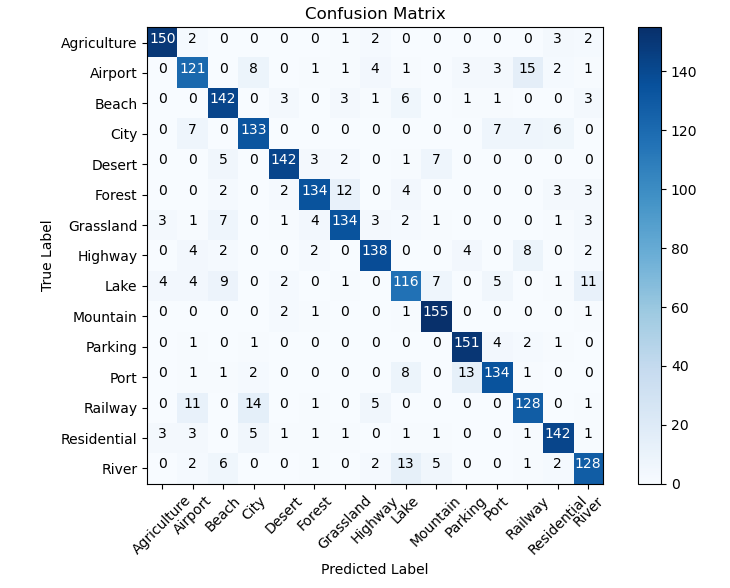 Confusion Matrix
Agriculture 150 2 0 0 0 0 1 2 0 0 0 0 0 3 2
Airport 0 121 0 8 0 1 1 4 1 0 3 3 15 2 1
Beach 0 0 142 0 3 0 3 1 6 0 1 1 0 0 3
City 0 7 0 133 0 0 0 0 0 0 0 7 7 6 0
Desert 0 0 5 0 142 3 2 0 1 7 0 0 0 0 0
Forest 0 0 2 0 2 134 12 0 4 0 0 0 0 3 3
Grassland 3 1 7 0 1 4 134 3 2 1 0 0 0 1 3
Highway 0 4 2 0 0 2 0 138 0 0 4 0 8 0 2
Lake 4 4 9 0 2 0 1 0 116 7 0 5 0 1 11
Mountain 0 0 0 0 2 1 0 0 1 155 0 0 0 0 1
Parking 0 1 0 1 0 0 0 0 0 0 151 4 2 1 0
Port 0 1 1 2 0 0 0 0 8 0 13 134 1 0 0
Railway 0 11 0 14 0 1 0 5 0 0 0 0 128 0 1
Residential 3 3 0 5 1 1 1 0 1 1 0 0 1 142 1
River 0 2 6 0 0 1 0 2 13 5 0 0 1 2 128
Agriculture Airport Beach City Desert Forest Grassland Highway Lake Mountain Parking Port Railway Residential River
True Label
Predicted Label
140
120
100
80
60
40
20
0